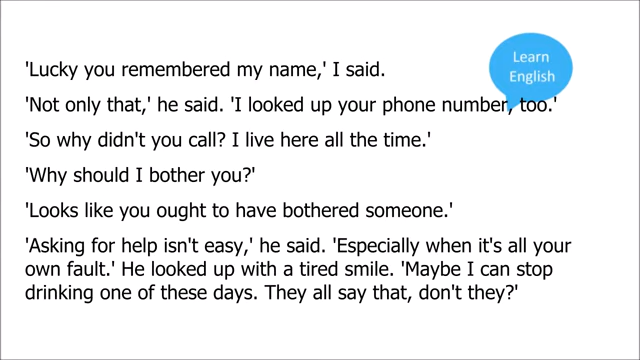 Learn
English
'Lucky you remembered my name,' I said.
'Not only that,' he said. 'I looked up your phone number, too.'
'So why didn't you call? I live here all the time.'
'Why should I bother you?'
'Looks like you ought to have bothered someone.'
'Asking for help isn't easy,' he said. 'Especially when it's all your
own fault.' He looked up with a tired smile. 'Maybe I can stop
drinking one of these days. They all say that, don't they?'